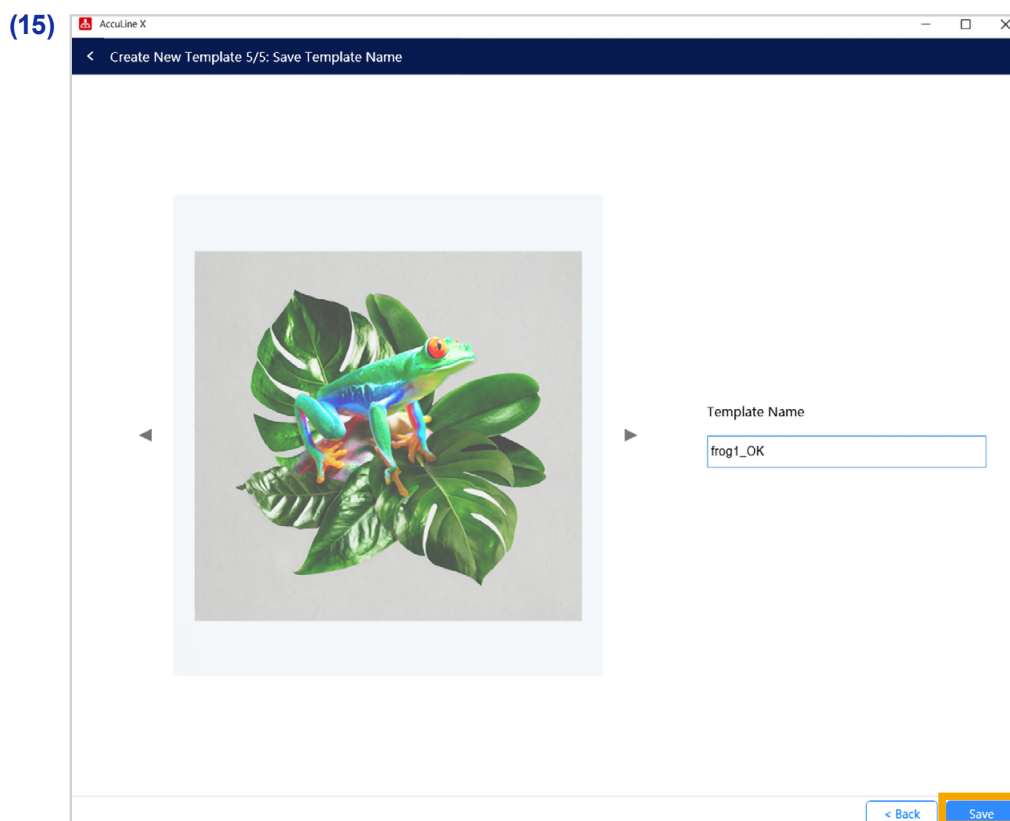 (15)
AccuLine X
< Create New Template 5/5: Save Template Name
Template Name
frog1_OK
< Back
Save